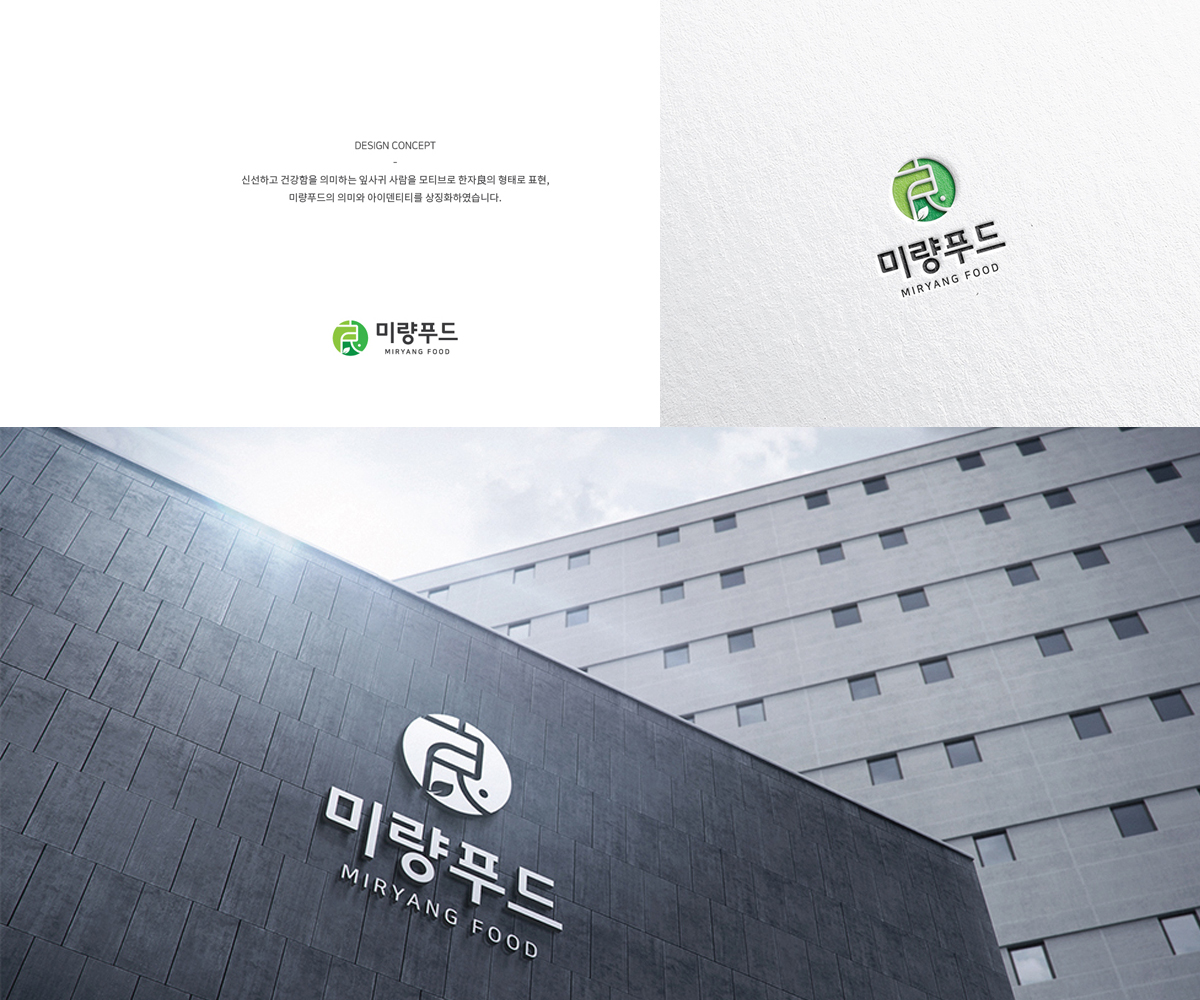 DESIGN CONCEPT
-
신선하고 건강함을 의미하는 잎사귀 사람을 모티브로 한자良의 형태로 표현,
미량푸드의 의미와 아이덴티티를 상징화하였습니다.
良
미량푸드
MIRYANG FOOD
良
미량푸드
MIRYANG FOOD
良
미량푸드
MIRYANG FOOD